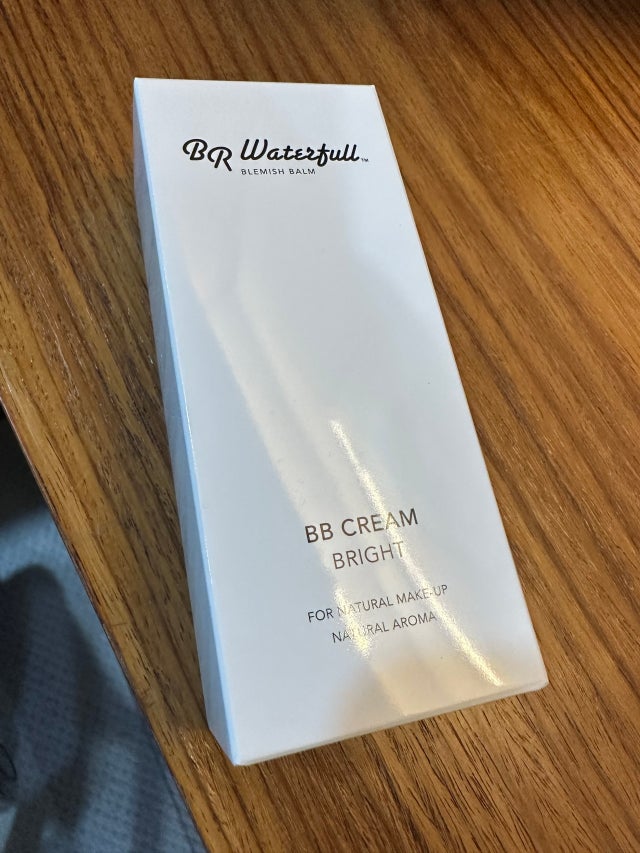 BR Waterfull™
BLEMISH BALM
BB CREAM
BRIGHT
FOR NATURAL MAKE-UP
NATURAL AROMA